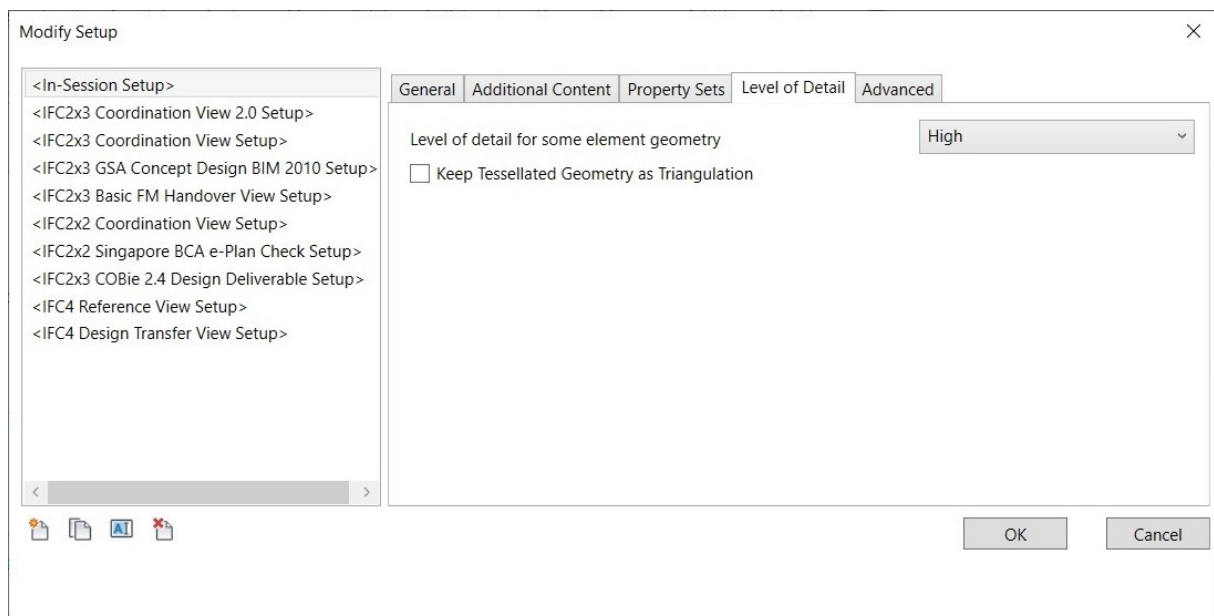 Modify Setup
<In-Session Setup>
<IFC2x3 Coordination View 2.0 Setup>
<IFC2x3 Coordination View Setup>
<IFC2x3 GSA Concept Design BIM 2010 Setup>
<IFC2x3 Basic FM Handover View Setup>
<IFC2x2 Coordination View Setup>
<IFC2x2 Singapore BCA e-Plan Check Setup>
<IFC2x3 COBie 2.4 Design Deliverable Setup>
<IFC4 Reference View Setup>
<IFC4 Design Transfer View Setup>
General Additional Content Property Sets Level of Detail Advanced
Level of detail for some element geometry High
Keep Tessellated Geometry as Triangulation
AI
OK Cancel